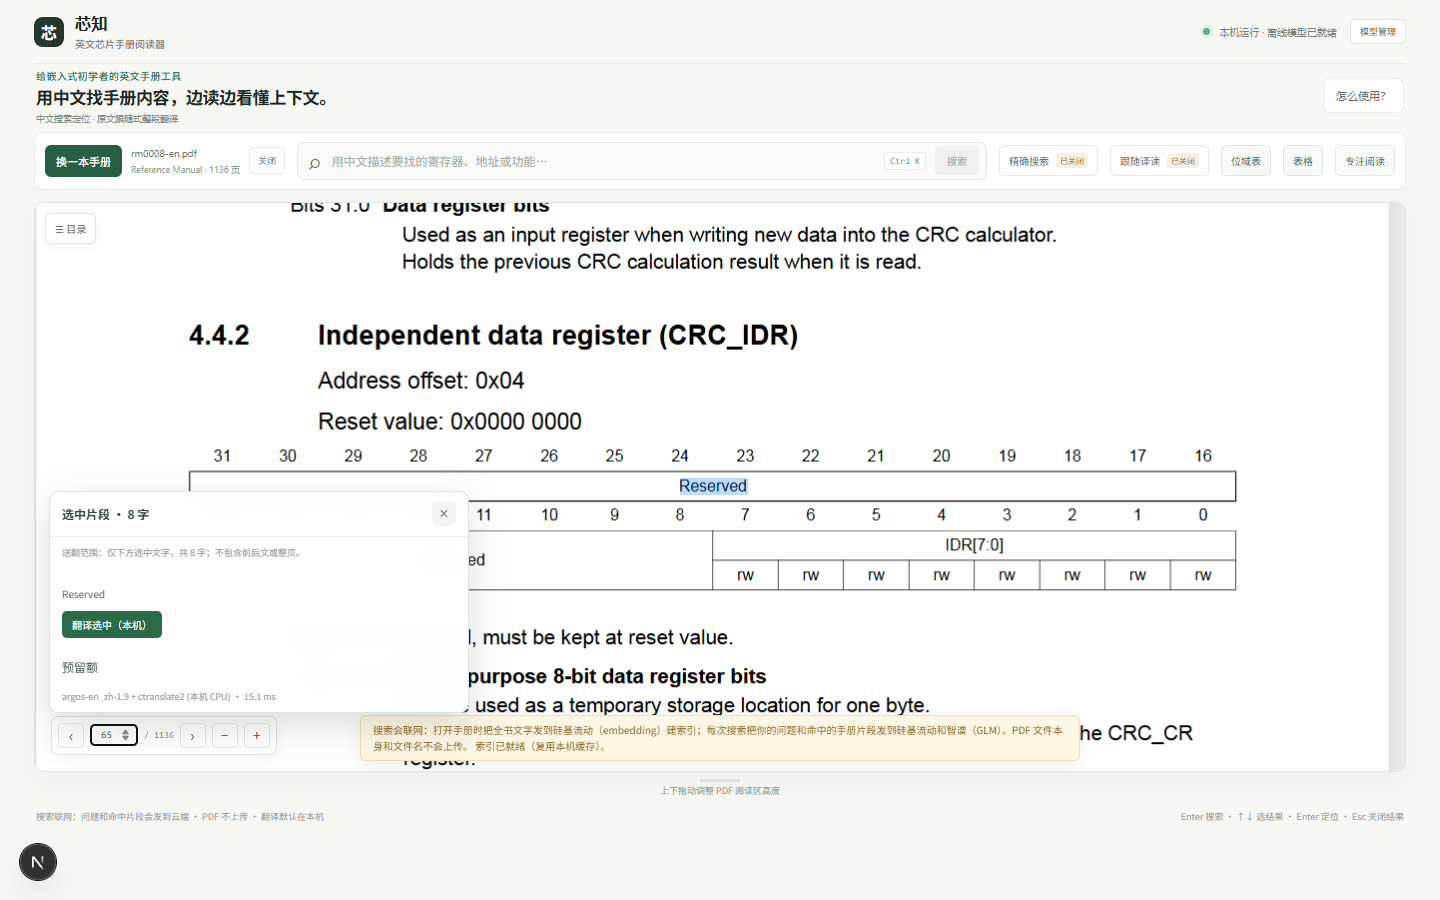 芯
芯知
英文芯片手册阅读器
本机运行 · 离线模型已就绪
模型管理
给嵌入式初学者的英文手册工具
用中文找手册内容，边读边看懂上下文。
中文搜索定位 · 原文跟随式整段翻译
怎么使用？
换一本手册
rm0008-en.pdf
Reference Manual · 1136 页
关闭
用中文描述要找的寄存器、地址或功能…
Ctrl K
搜索
精确搜索 已关闭
跟随译读 已关闭
位域表
表格
专注阅读
☰ 目录
Bits 31:0 Data register bits
Used as an input register when writing new data into the CRC calculator.
Holds the previous CRC calculation result when it is read.
4.4.2 Independent data register (CRC_IDR)
Address offset: 0x04
Reset value: 0x0000 0000
31 30 29 28 27 26 25 24 23 22 21 20 19 18 17 16
Reserved
11 10 9 8 7 6 5 4 3 2 1 0
ed
IDR[7:0]
rw rw rw rw rw rw rw rw
, must be kept at reset value.
purpose 8-bit data register bits
used as a temporary storage location for one byte.
he CRC_CR
register.
选中片段 · 8 字
×
送翻范围：仅下方选中文字，共 8 字；不包含前后文或整页。
Reserved
翻译选中（本机）
预留额
argos-en_zh-1.9 + ctranslate2 (本机 CPU) · 15.1 ms
‹ 65 / 1136 › − +
搜索会联网：打开手册时把全书文字发到硅基流动（embedding）建索引；每次搜索把你的问题和命中的手册片段发到硅基流动和智谱（GLM）。PDF 文件本
身和文件名不会上传。 索引已就绪（复用本机缓存）。
上下拖动调整 PDF 阅读区高度
搜索联网：问题和命中片段会发到云端 · PDF 不上传 · 翻译默认在本机
Enter 搜索 · ↑↓ 选结果 · Enter 定位 · Esc 关闭结果
N